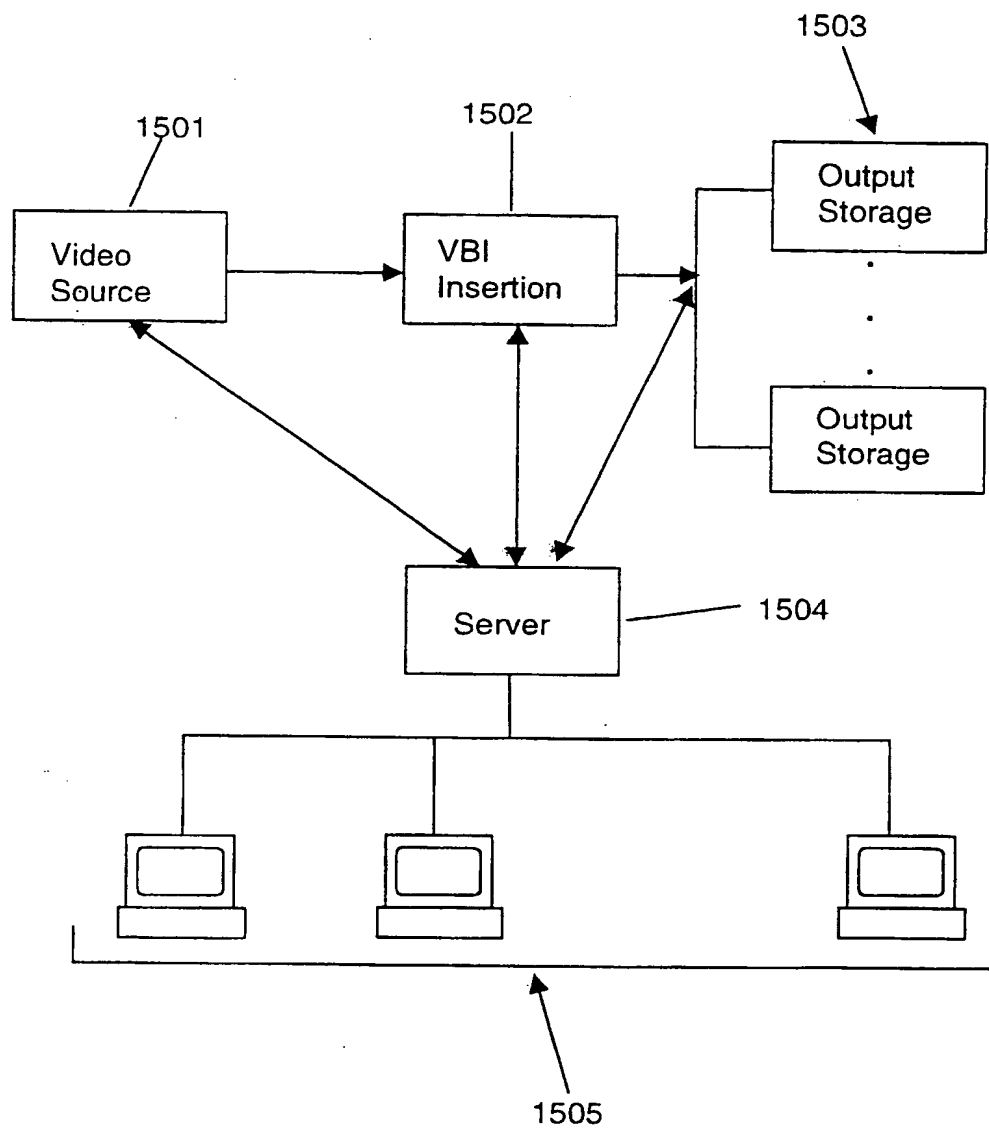 1503
1501
1502
Output
Storage
Video
Source
VBI
Insertion
Output
Storage
Server
1504
1505